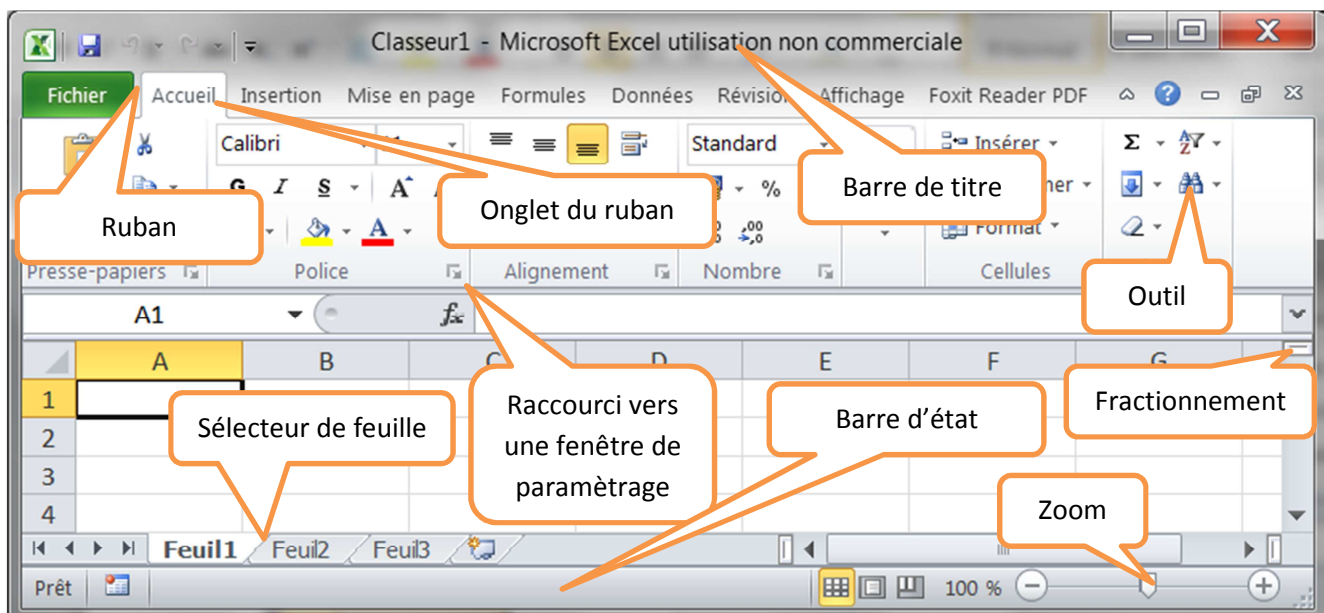 Classeur1 - Microsoft Excel utilisation non commerciale
Fichier Accueil Insertion Mise en page Formules Données Révision Affichage Foxit Reader PDF
Calibri Standard Insérer Σ
G I S A %
Ruban
Onglet du ruban
Barre de titre
Format
Presse-papiers Police Alignement Nombre Cellules
Outil
A1 fx
A B C D E F G
1
2
3
4
Sélecteur de feuille
Raccourci vers
une fenêtre de
paramètrage
Barre d'état
Fractionnement
Zoom
Feuil1 Feuil2 Feuil3
Prêt 100 %